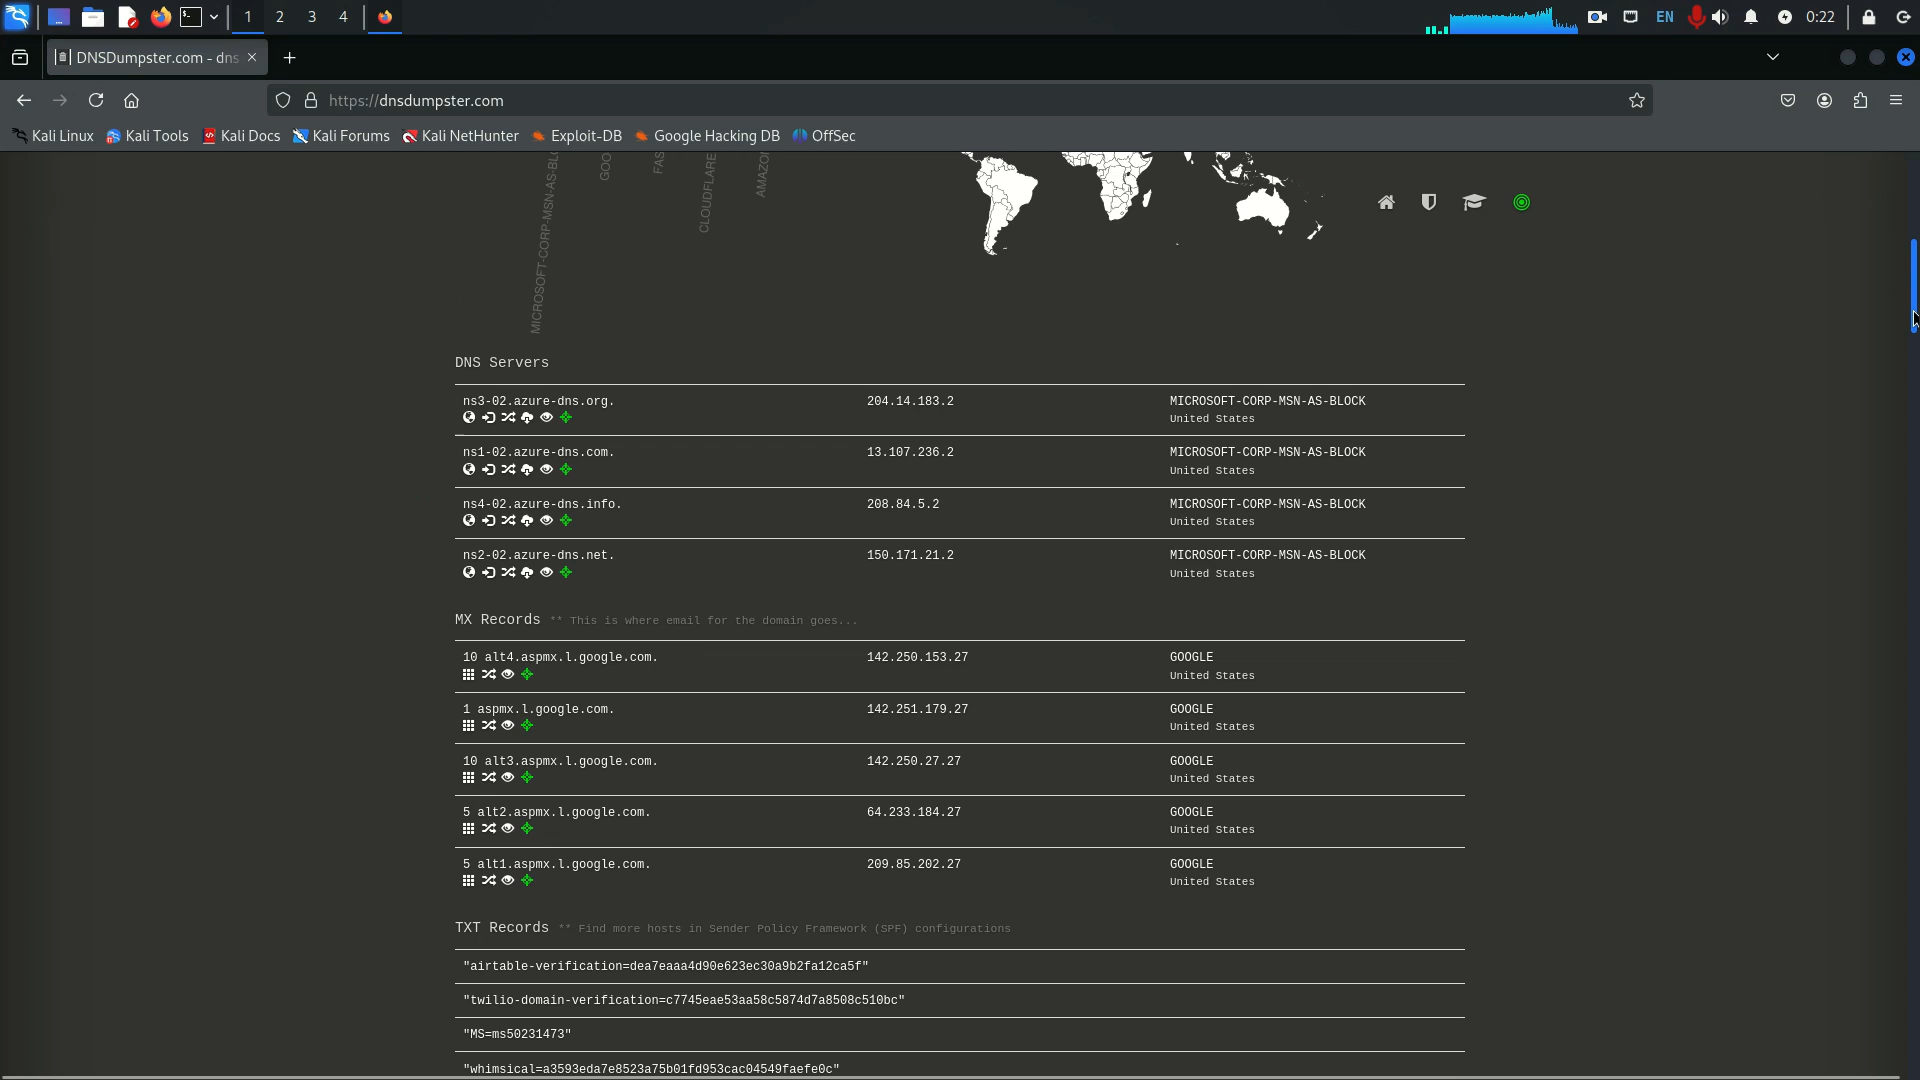 1 2 3 4 EN 0:22
DNSDumpster.com - dns
https://dnsdumpster.com
Kali Linux Kali Tools Kali Docs Kali Forums Kali NetHunter Exploit-DB Google Hacking DB OffSec
MICROSOFT-CORP-MSN-AS-BLO
GOO
FAS
CLOUDFLARE
AMAZO
DNS Servers
ns3-02.azure-dns.org. 204.14.183.2 MICROSOFT-CORP-MSN-AS-BLOCK
United States
ns1-02.azure-dns.com. 13.107.236.2 MICROSOFT-CORP-MSN-AS-BLOCK
United States
ns4-02.azure-dns.info. 208.84.5.2 MICROSOFT-CORP-MSN-AS-BLOCK
United States
ns2-02.azure-dns.net. 150.171.21.2 MICROSOFT-CORP-MSN-AS-BLOCK
United States
MX Records ** This is where email for the domain goes...
10 alt4.aspmx.l.google.com. 142.250.153.27 GOOGLE
United States
1 aspmx.l.google.com. 142.251.179.27 GOOGLE
United States
10 alt3.aspmx.l.google.com. 142.250.27.27 GOOGLE
United States
5 alt2.aspmx.l.google.com. 64.233.184.27 GOOGLE
United States
5 alt1.aspmx.l.google.com. 209.85.202.27 GOOGLE
United States
TXT Records ** Find more hosts in Sender Policy Framework (SPF) configurations
"airtable-verification=dea7eaaa4d90e623ec30a9b2fa12ca5f"
"twilio-domain-verification=c7745eae53aa58c5874d7a8508c510bc"
"MS=ms50231473"
"whimsical=a3593eda7e8523a75b01fd953cac04549faefe0c"